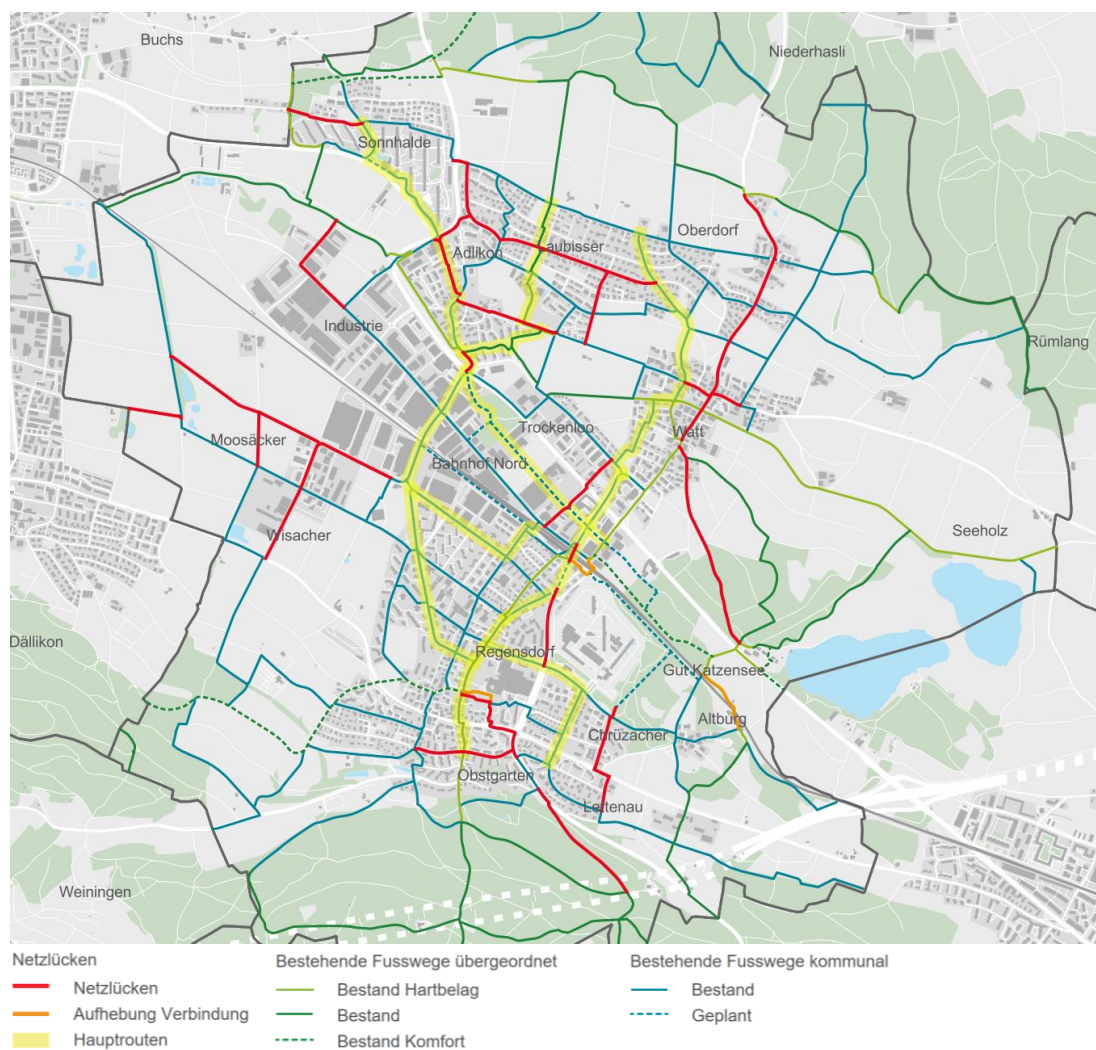 Buchs
Niederhasli
Sonnhalde
Oberdorf
Adlikon
aubisser
Industrie
Rümlang
Moosäcker
Trockenloo
Watt
Bahnhof Nord
Wisacher
Seeholz
Dällikon
Regensdorf
Gut Katzensee
Altburg
Chrüzacher
Obstgarten
Lettenau
Weiningen
Netzlücken
Netzlücken
Aufhebung Verbindung
Hauptrouten
Bestehende Fusswege übergeordnet
Bestand Hartbelag
Bestand
Bestand Komfort
Bestehende Fusswege kommunal
Bestand
Geplant